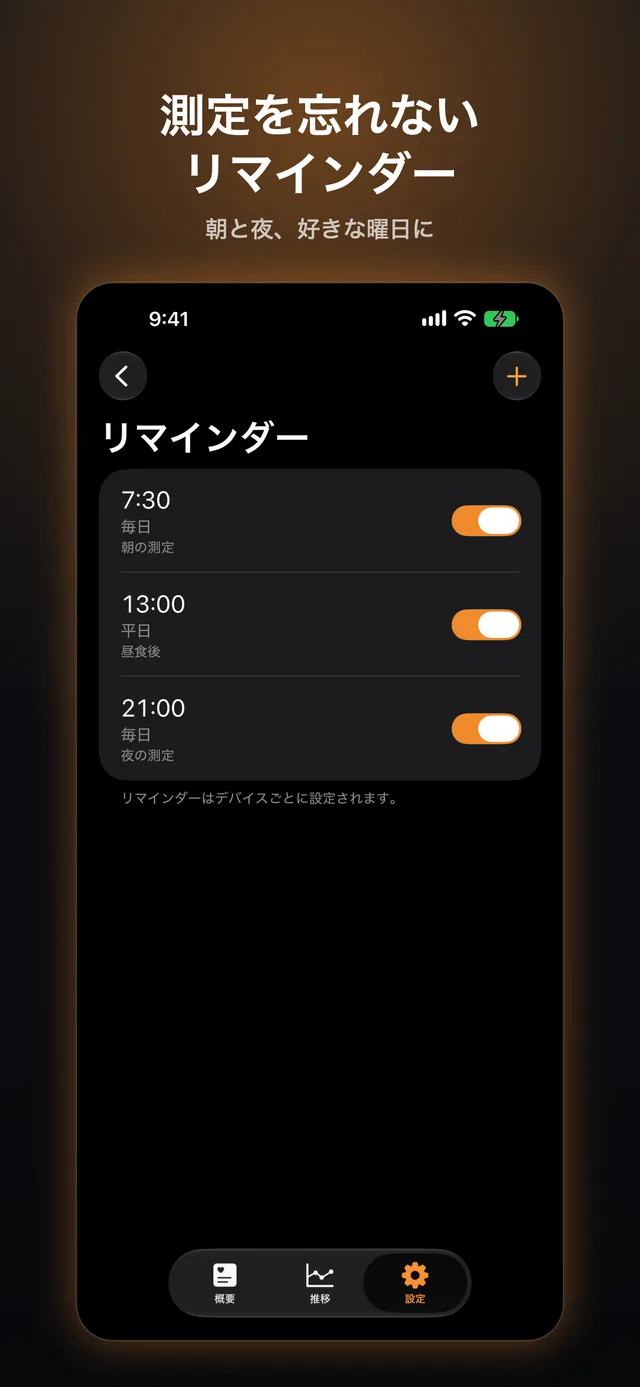 測定を忘れない
リマインダー
朝と夜、好きな曜日に
9:41
リマインダー
7:30
毎日
朝の測定
13:00
平日
昼食後
21:00
毎日
夜の測定
リマインダーはデバイスごとに設定されます。
概要
推移
設定